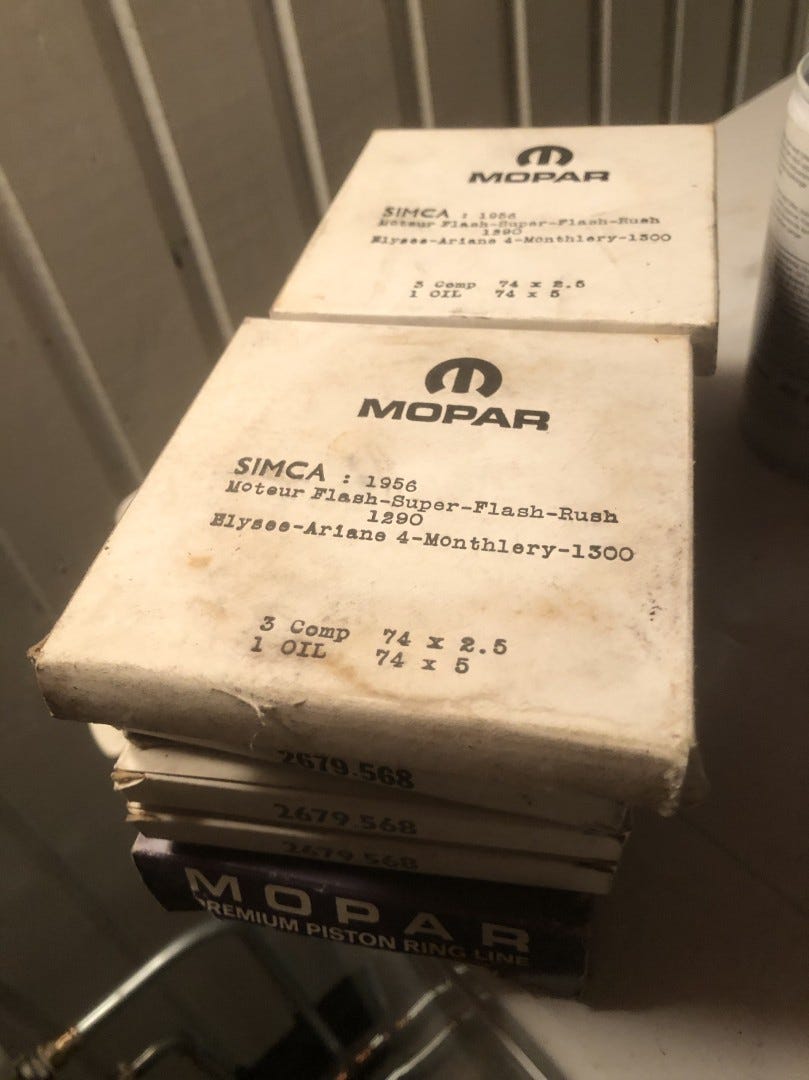 MOPAR
SIMCA : 1956
Moteur Flash-Super-Flash-Rush
1290
Elysee-Ariane 4-Monthlery-1300
3 Comp 74 x 2.5
1 OIL 74 x 5
MOPAR
SIMCA : 1956
Moteur Flash-Super-Flash-Rush
1290
Elysee-Ariane 4-Monthlery-1300
3 Comp 74 x 2.5
1 OIL 74 x 5
2679.568
2679.568
2679 568
MOPAR
PREMIUM PISTON RING LINE